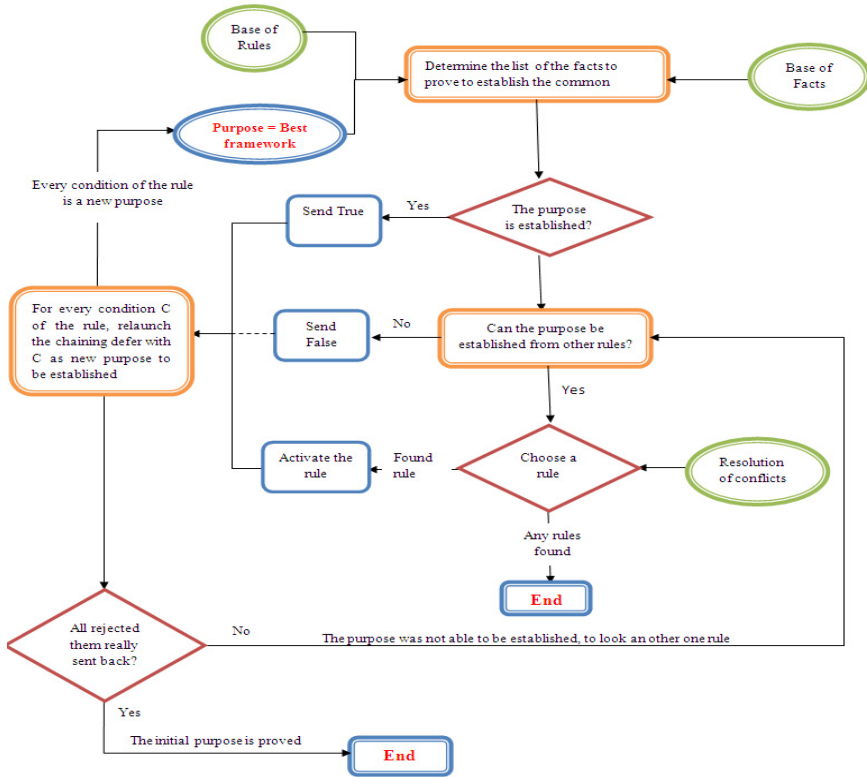 Base of
Rules
Determine the list of the facts to
prove to establish the common
Base of
Facts
Purpose = Best
framework
Every condition of the rule
is a new purpose
Send True
Yes
The purpose
is established?
For every condition C
of the rule, relaunch
the chaining defer with
C as new purpose to
be established
Send
False
No
Can the purpose be
established from other rules?
Yes
Activate the
rule
Found
rule
Choose a
rule
Resolution
of conflicts
Any rules
found
End
All rejected
them really
sent back?
No
The purpose was not able to be established, to look an other one rule
Yes
The initial purpose is proved
End